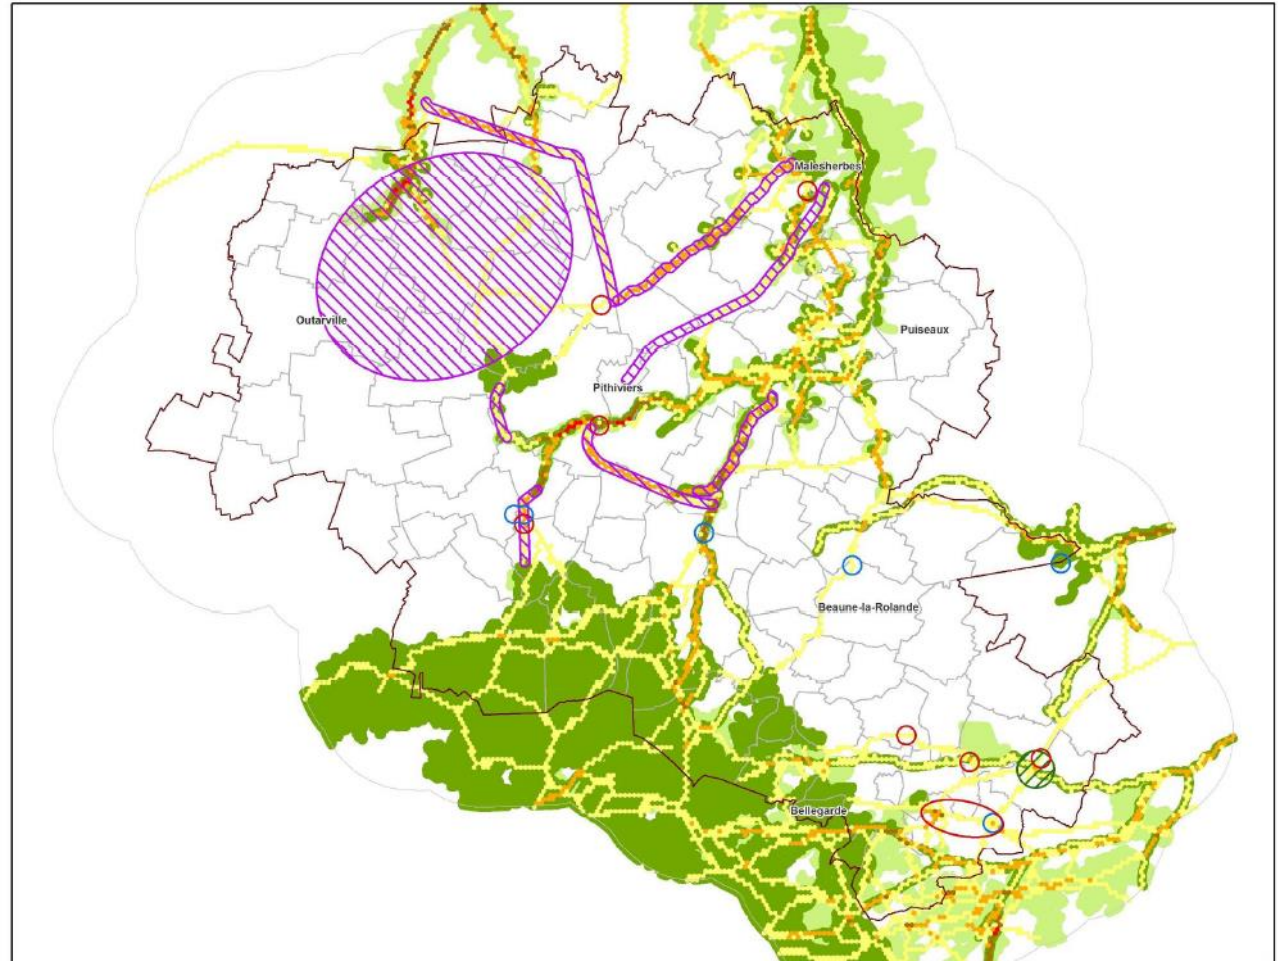 Malesherbes
Outarville
Puiseaux
Pithiviers
Beaune-la-Rolande
Bellegarde